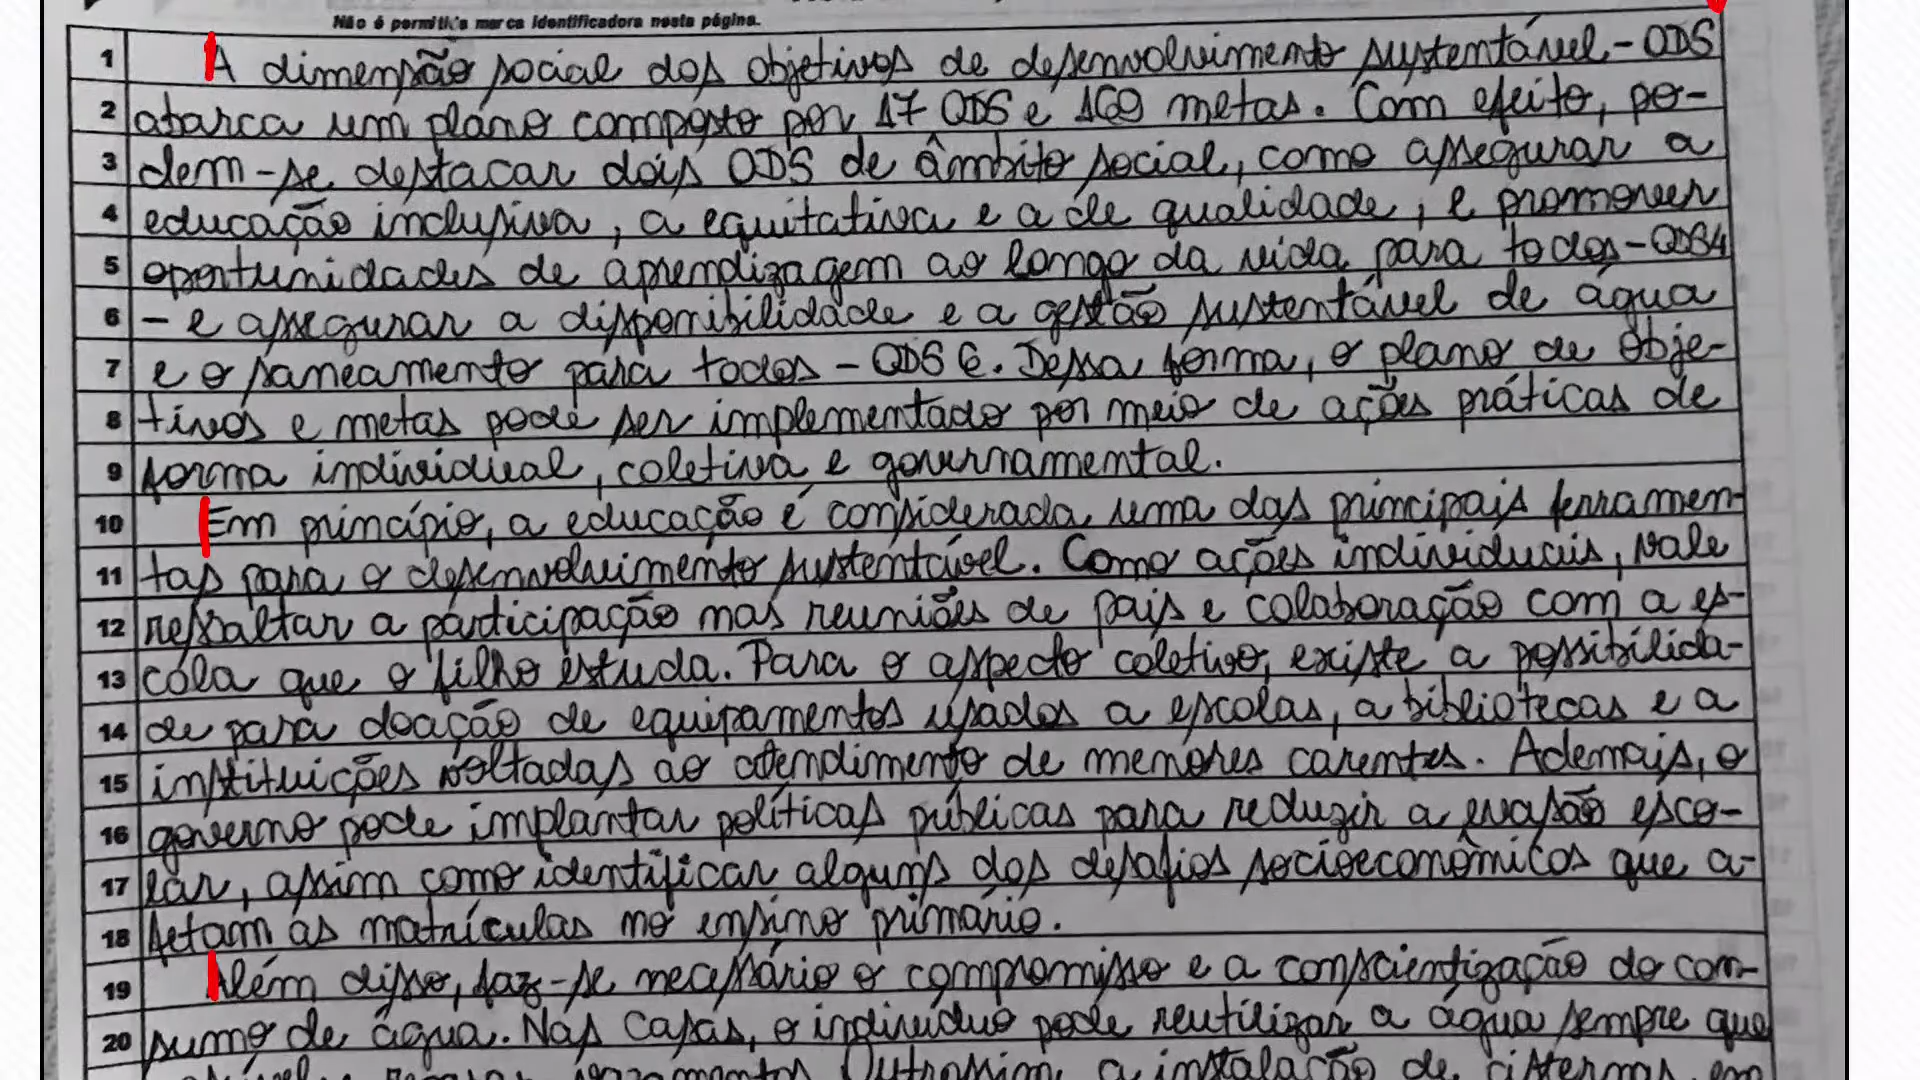 Não é permitida marca identificadora nesta página.
1 A dimensão social dos objetivos de desenvolvimento sustentável - ODS
2 abarca um plano composto por 17 ODS e 169 metas. Com efeito, po-
3 dem-se destacar dois ODS de âmbito social, como assegurar a
4 educação inclusiva, a equitativa e a de qualidade, e promover
5 oportunidades de aprendizagem ao longo da vida para todos - ODS4
6 - e assegurar a disponibilidade e a gestão sustentável de água
7 e o saneamento para todos - ODS 6. Dessa forma, o plano de obje-
8 tivos e metas pode ser implementado por meio de ações práticas de
9 forma individual, coletiva e governamental.
10 Em princípio, a educação é considerada uma das principais ferramen-
11 tas para o desenvolvimento sustentável. Como ações individuais, vale
12 ressaltar a participação nas reuniões de pais e colaboração com a es-
13 cola que o filho estuda. Para o aspecto coletivo, existe a possibilida-
14 de para doação de equipamentos usados a escolas, a bibliotecas e a
15 instituições voltadas ao atendimento de menores carentes. Ademais, o
16 governo pode implantar políticas públicas para reduzir a evasão esco-
17 lar, assim como identificar alguns dos desafios socioeconômicos que a-
18 fetam as matrículas no ensino primário.
19 Além disso, faz-se necessário o compromisso e a conscientização do con-
20 sumo de água. Nas casas, o indivíduo pode reutilizar a água sempre que
Outrossim, a instalação de cisternas em